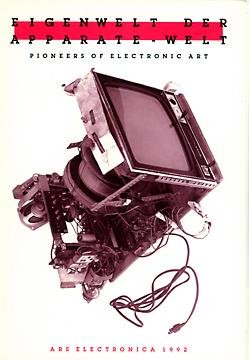 EIGENWELT DER
APPARATE-WELT
PIONEERS OF ELECTRONIC ART
ARS ELECTRONICA 1992